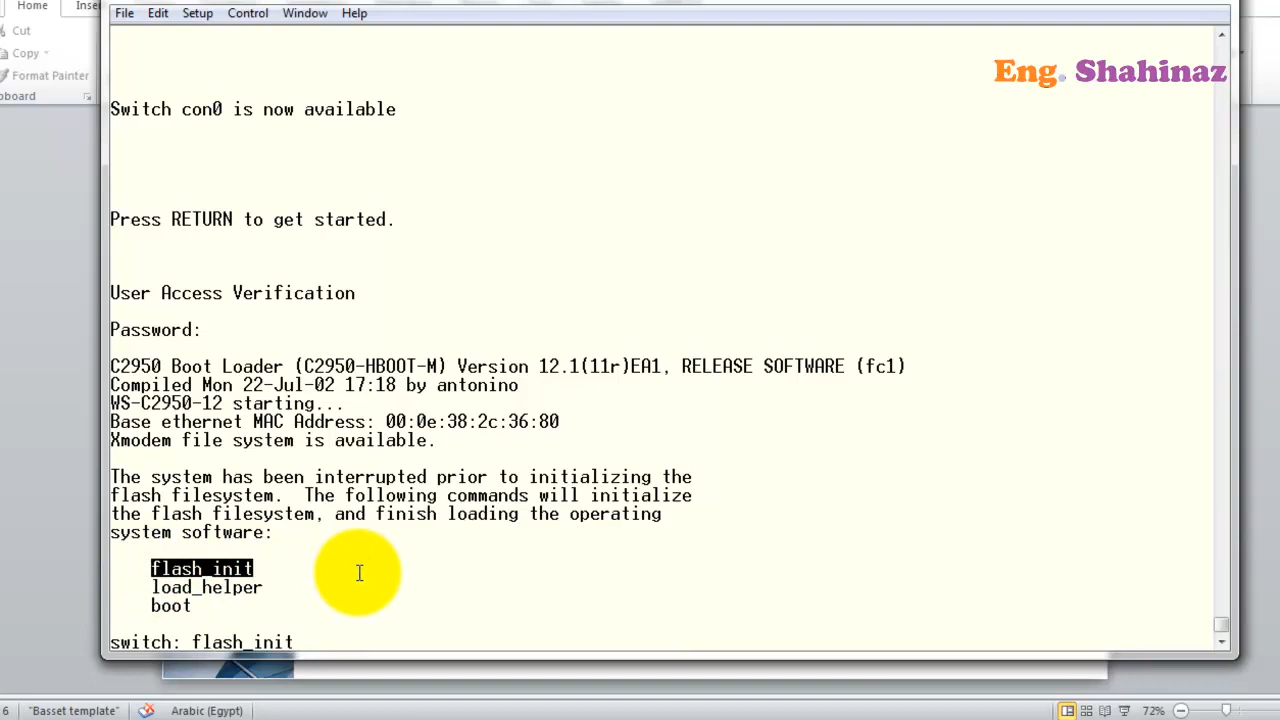 Home Inser
File Edit Setup Control Window Help
Cut
Copy
Format Painter
Eng. Shahinaz
Switch con0 is now available
Press RETURN to get started.
User Access Verification
Password:
C2950 Boot Loader (C2950-HBOOT-M) Version 12.1(11r)EA1, RELEASE SOFTWARE (fc1)
Compiled Mon 22-Jul-02 17:18 by antonino
WS-C2950-12 starting...
Base ethernet MAC Address: 00:0e:38:2c:36:80
Xmodem file system is available.
The system has been interrupted prior to initializing the
flash filesystem.  The following commands will initialize
the flash filesystem, and finish loading the operating
system software:
flash_init
load_helper
boot
switch: flash_init
6 "Basset template" Arabic (Egypt) 72%